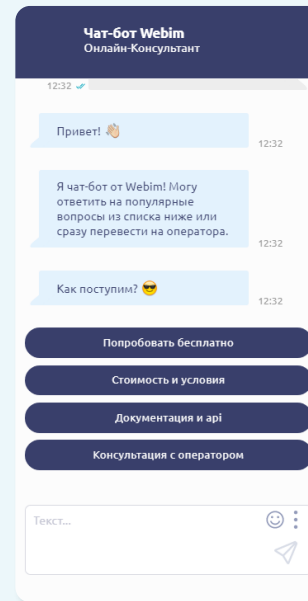 Чат-бот Webim
Онлайн-Консультант
12:32
Привет!
12:32
Я чат-бот от Webim! Могу
ответить на популярные
вопросы из списка ниже или
сразу перевести на оператора.
12:32
Как поступим?
12:32
Попробовать бесплатно
Стоимость и условия
Документация и api
Консультация с оператором
Текст...